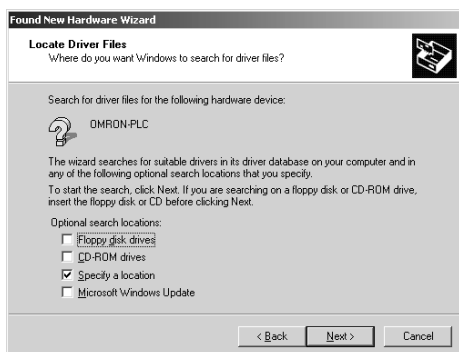 Found New Hardware Wizard
Locate Driver Files
Where do you want Windows to search for driver files?
Search for driver files for the following hardware device:
OMRON-PLC
The wizard searches for suitable drivers in its driver database on your computer and in
any of the following optional search locations that you specify.
To start the search, click Next. If you are searching on a floppy disk or CD-ROM drive,
insert the floppy disk or CD before clicking Next.
Optional search locations:
Floppy disk drives
CD-ROM drives
Specify a location
Microsoft Windows Update
< Back Next > Cancel